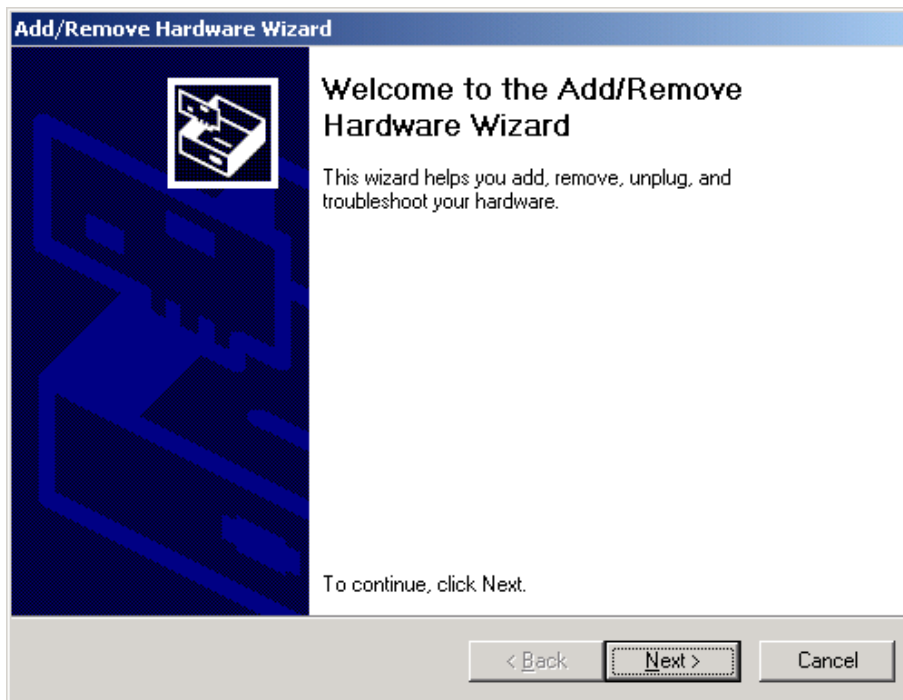 Add/Remove Hardware Wizard
Welcome to the Add/Remove
Hardware Wizard
This wizard helps you add, remove, unplug, and
troubleshoot your hardware.
To continue, click Next.
< Back
Next >
Cancel